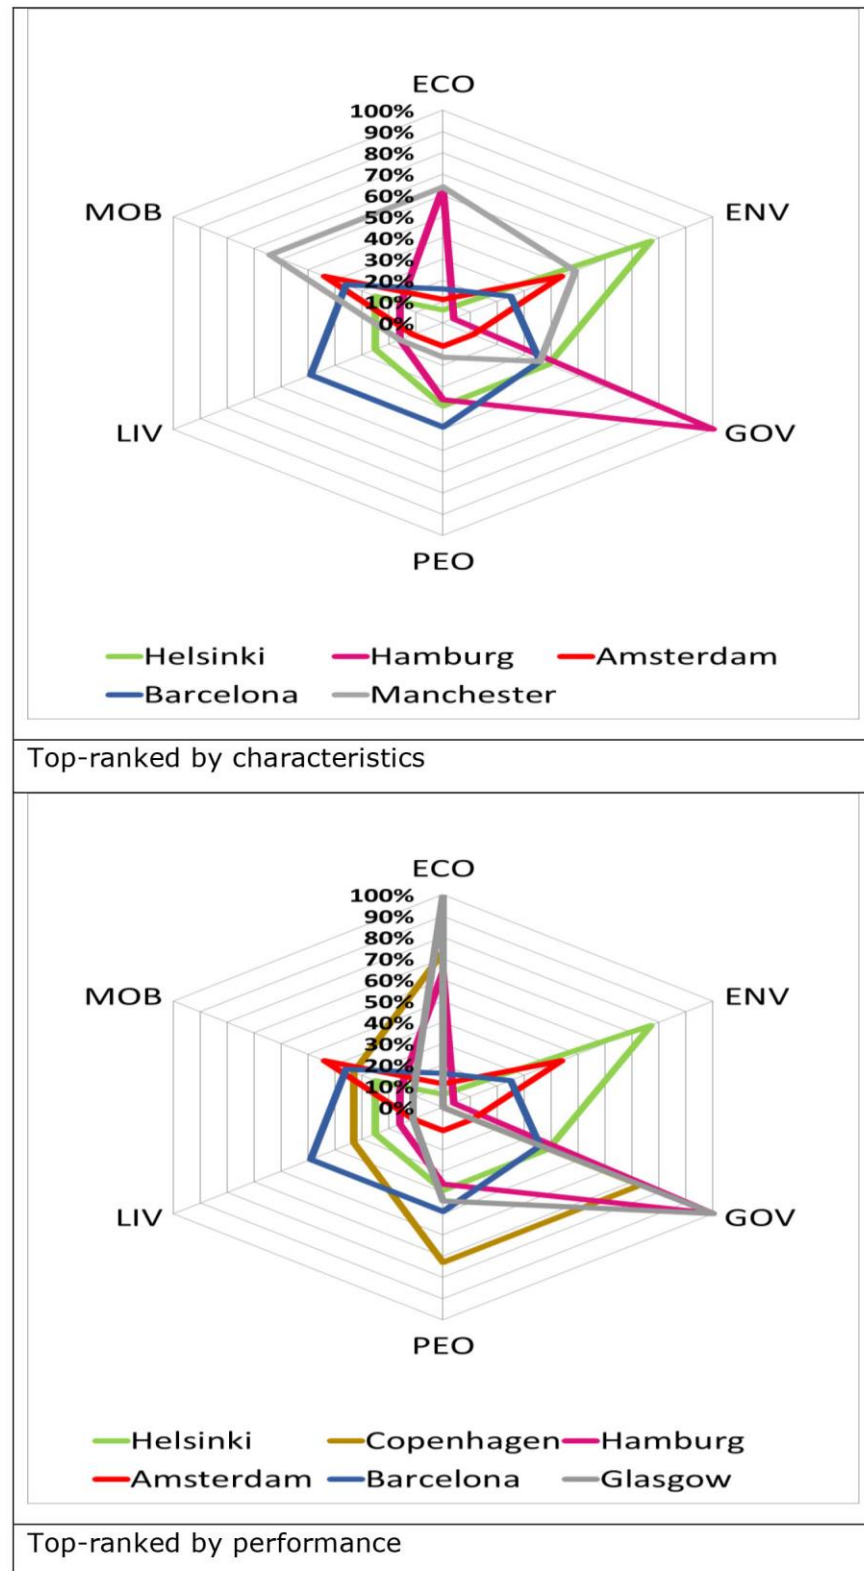 ECO
100%
90%
80%
70%
60%
50%
40%
30%
20%
10%
0%
MOB
ENV
LIV
GOV
PEO
Helsinki Hamburg Amsterdam
Barcelona Manchester
Top-ranked by characteristics
ECO
100%
90%
80%
70%
60%
50%
40%
30%
20%
10%
0%
MOB
ENV
LIV
GOV
PEO
Helsinki Copenhagen Hamburg
Amsterdam Barcelona Glasgow
Top-ranked by performance